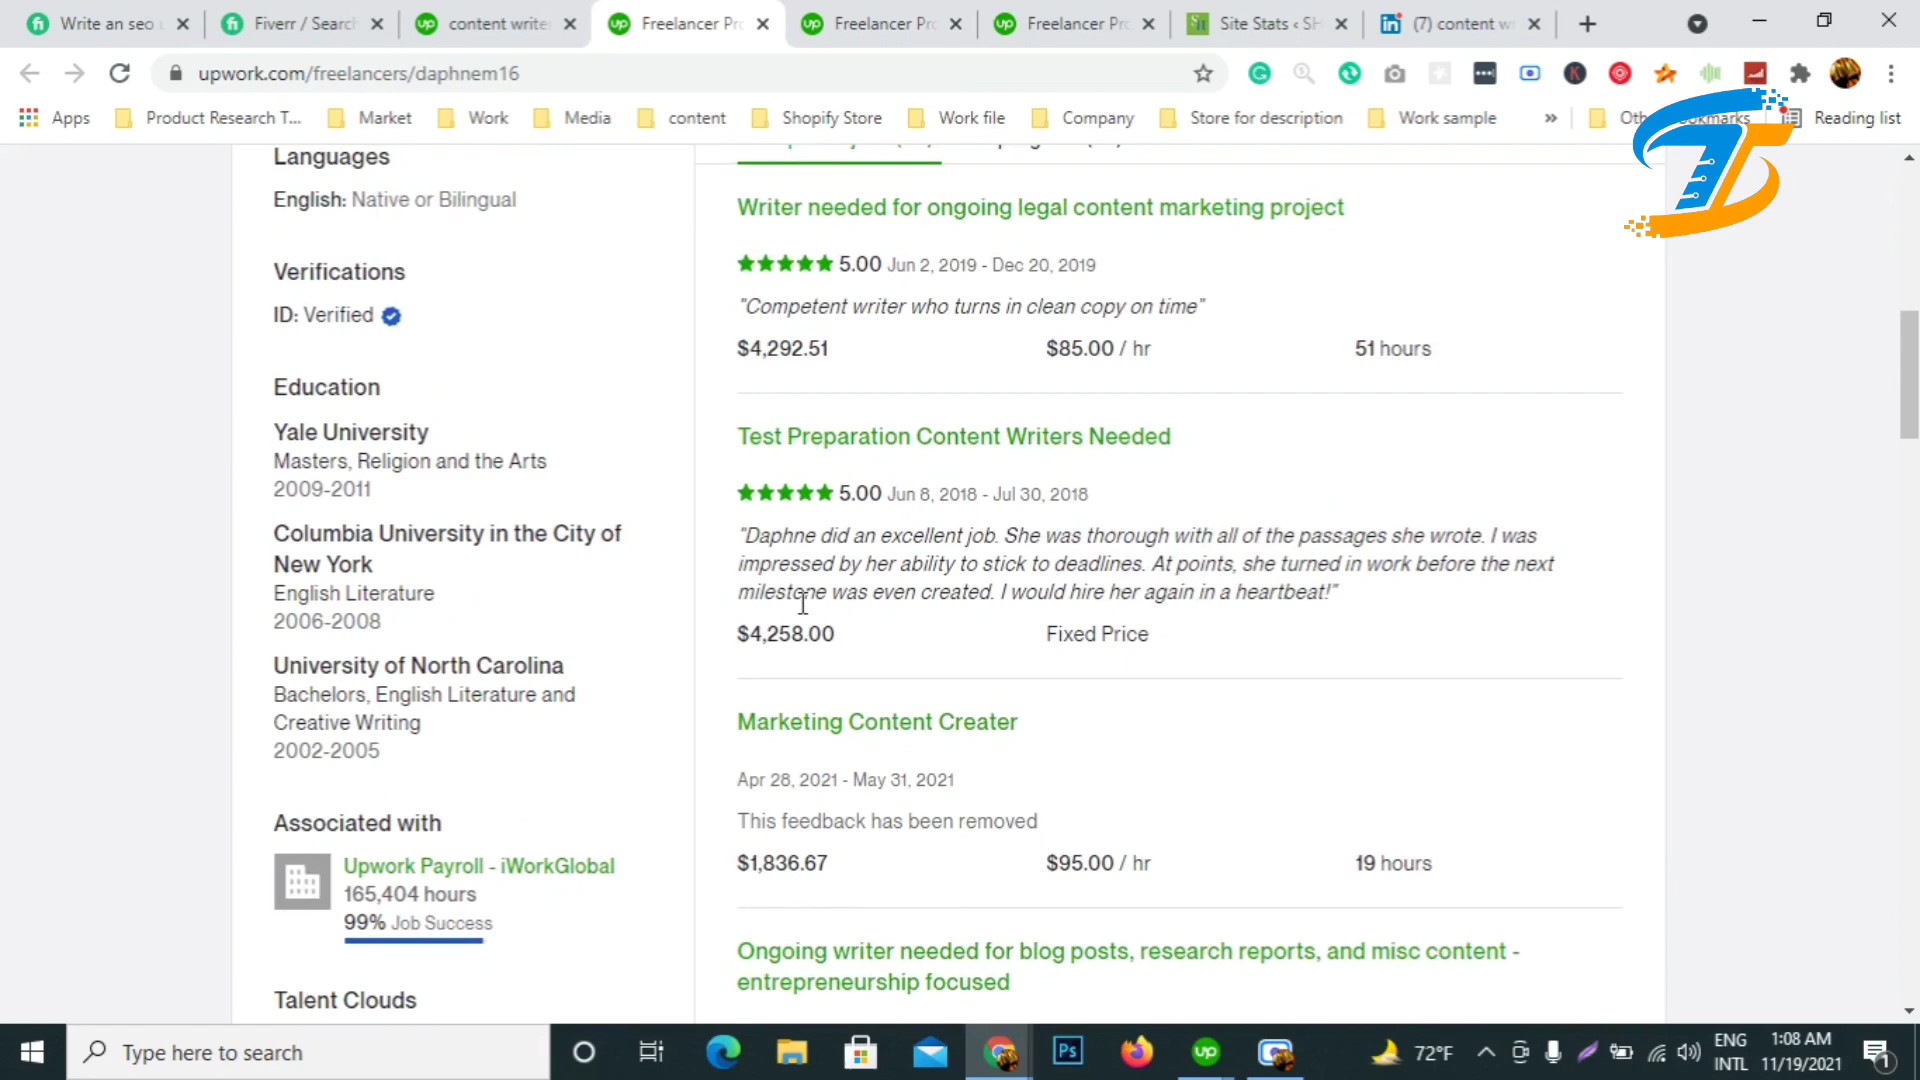 Write an seo
Fiverr / Search
content write
Freelancer Pr
Freelancer Pr
Freelancer Pr
Site Stats ‹ SH
(7) content w
upwork.com/freelancers/daphnem16
Apps
Product Research T...
Market
Work
Media
content
Shopify Store
Work file
Company
Store for description
Work sample
»
Reading list
Languages
English: Native or Bilingual
Verifications
ID: Verified
Education
Yale University
Masters, Religion and the Arts
2009-2011
Columbia University in the City of
New York
English Literature
2006-2008
University of North Carolina
Bachelors, English Literature and
Creative Writing
2002-2005
Associated with
Upwork Payroll - iWorkGlobal
165,404 hours
99% Job Success
Talent Clouds
Writer needed for ongoing legal content marketing project
5.00 Jun 2, 2019 - Dec 20, 2019
"Competent writer who turns in clean copy on time"
$4,292.51 $85.00 / hr 51 hours
Test Preparation Content Writers Needed
5.00 Jun 8, 2018 - Jul 30, 2018
"Daphne did an excellent job. She was thorough with all of the passages she wrote. I was
impressed by her ability to stick to deadlines. At points, she turned in work before the next
milestone was even created. I would hire her again in a heartbeat!"
$4,258.00 Fixed Price
Marketing Content Creater
Apr 28, 2021 - May 31, 2021
This feedback has been removed
$1,836.67 $95.00 / hr 19 hours
Ongoing writer needed for blog posts, research reports, and misc content -
entrepreneurship focused
Type here to search
72°F
ENG
INTL
1:08 AM
11/19/2021
1